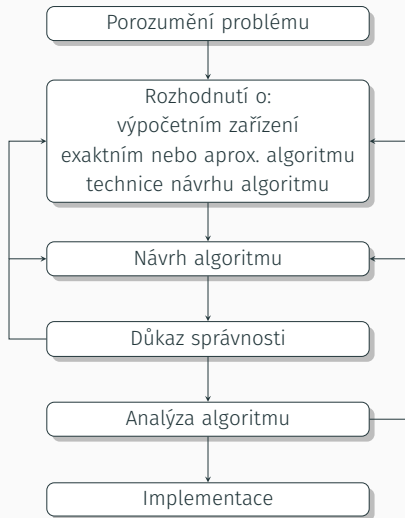 Porozumění problému
Rozhodnutí o:
výpočetním zařízení
exaktním nebo aprox. algoritmu
technice návrhu algoritmu
Návrh algoritmu
Důkaz správnosti
Analýza algoritmu
Implementace